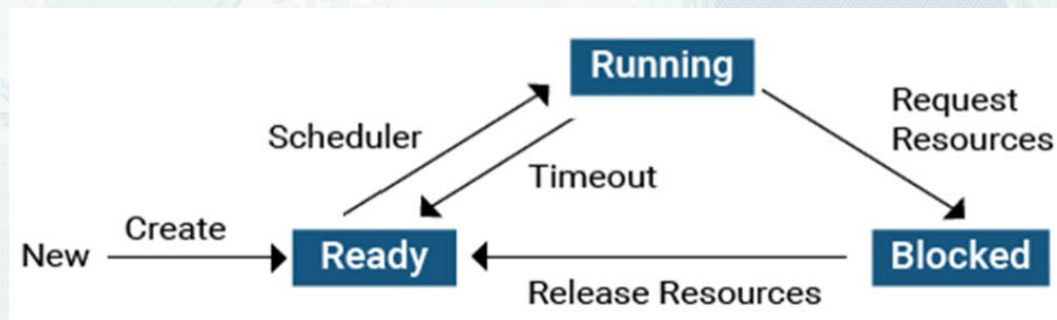 Running
Request
Resources
Scheduler
Timeout
Create
New
Ready
Blocked
Release Resources